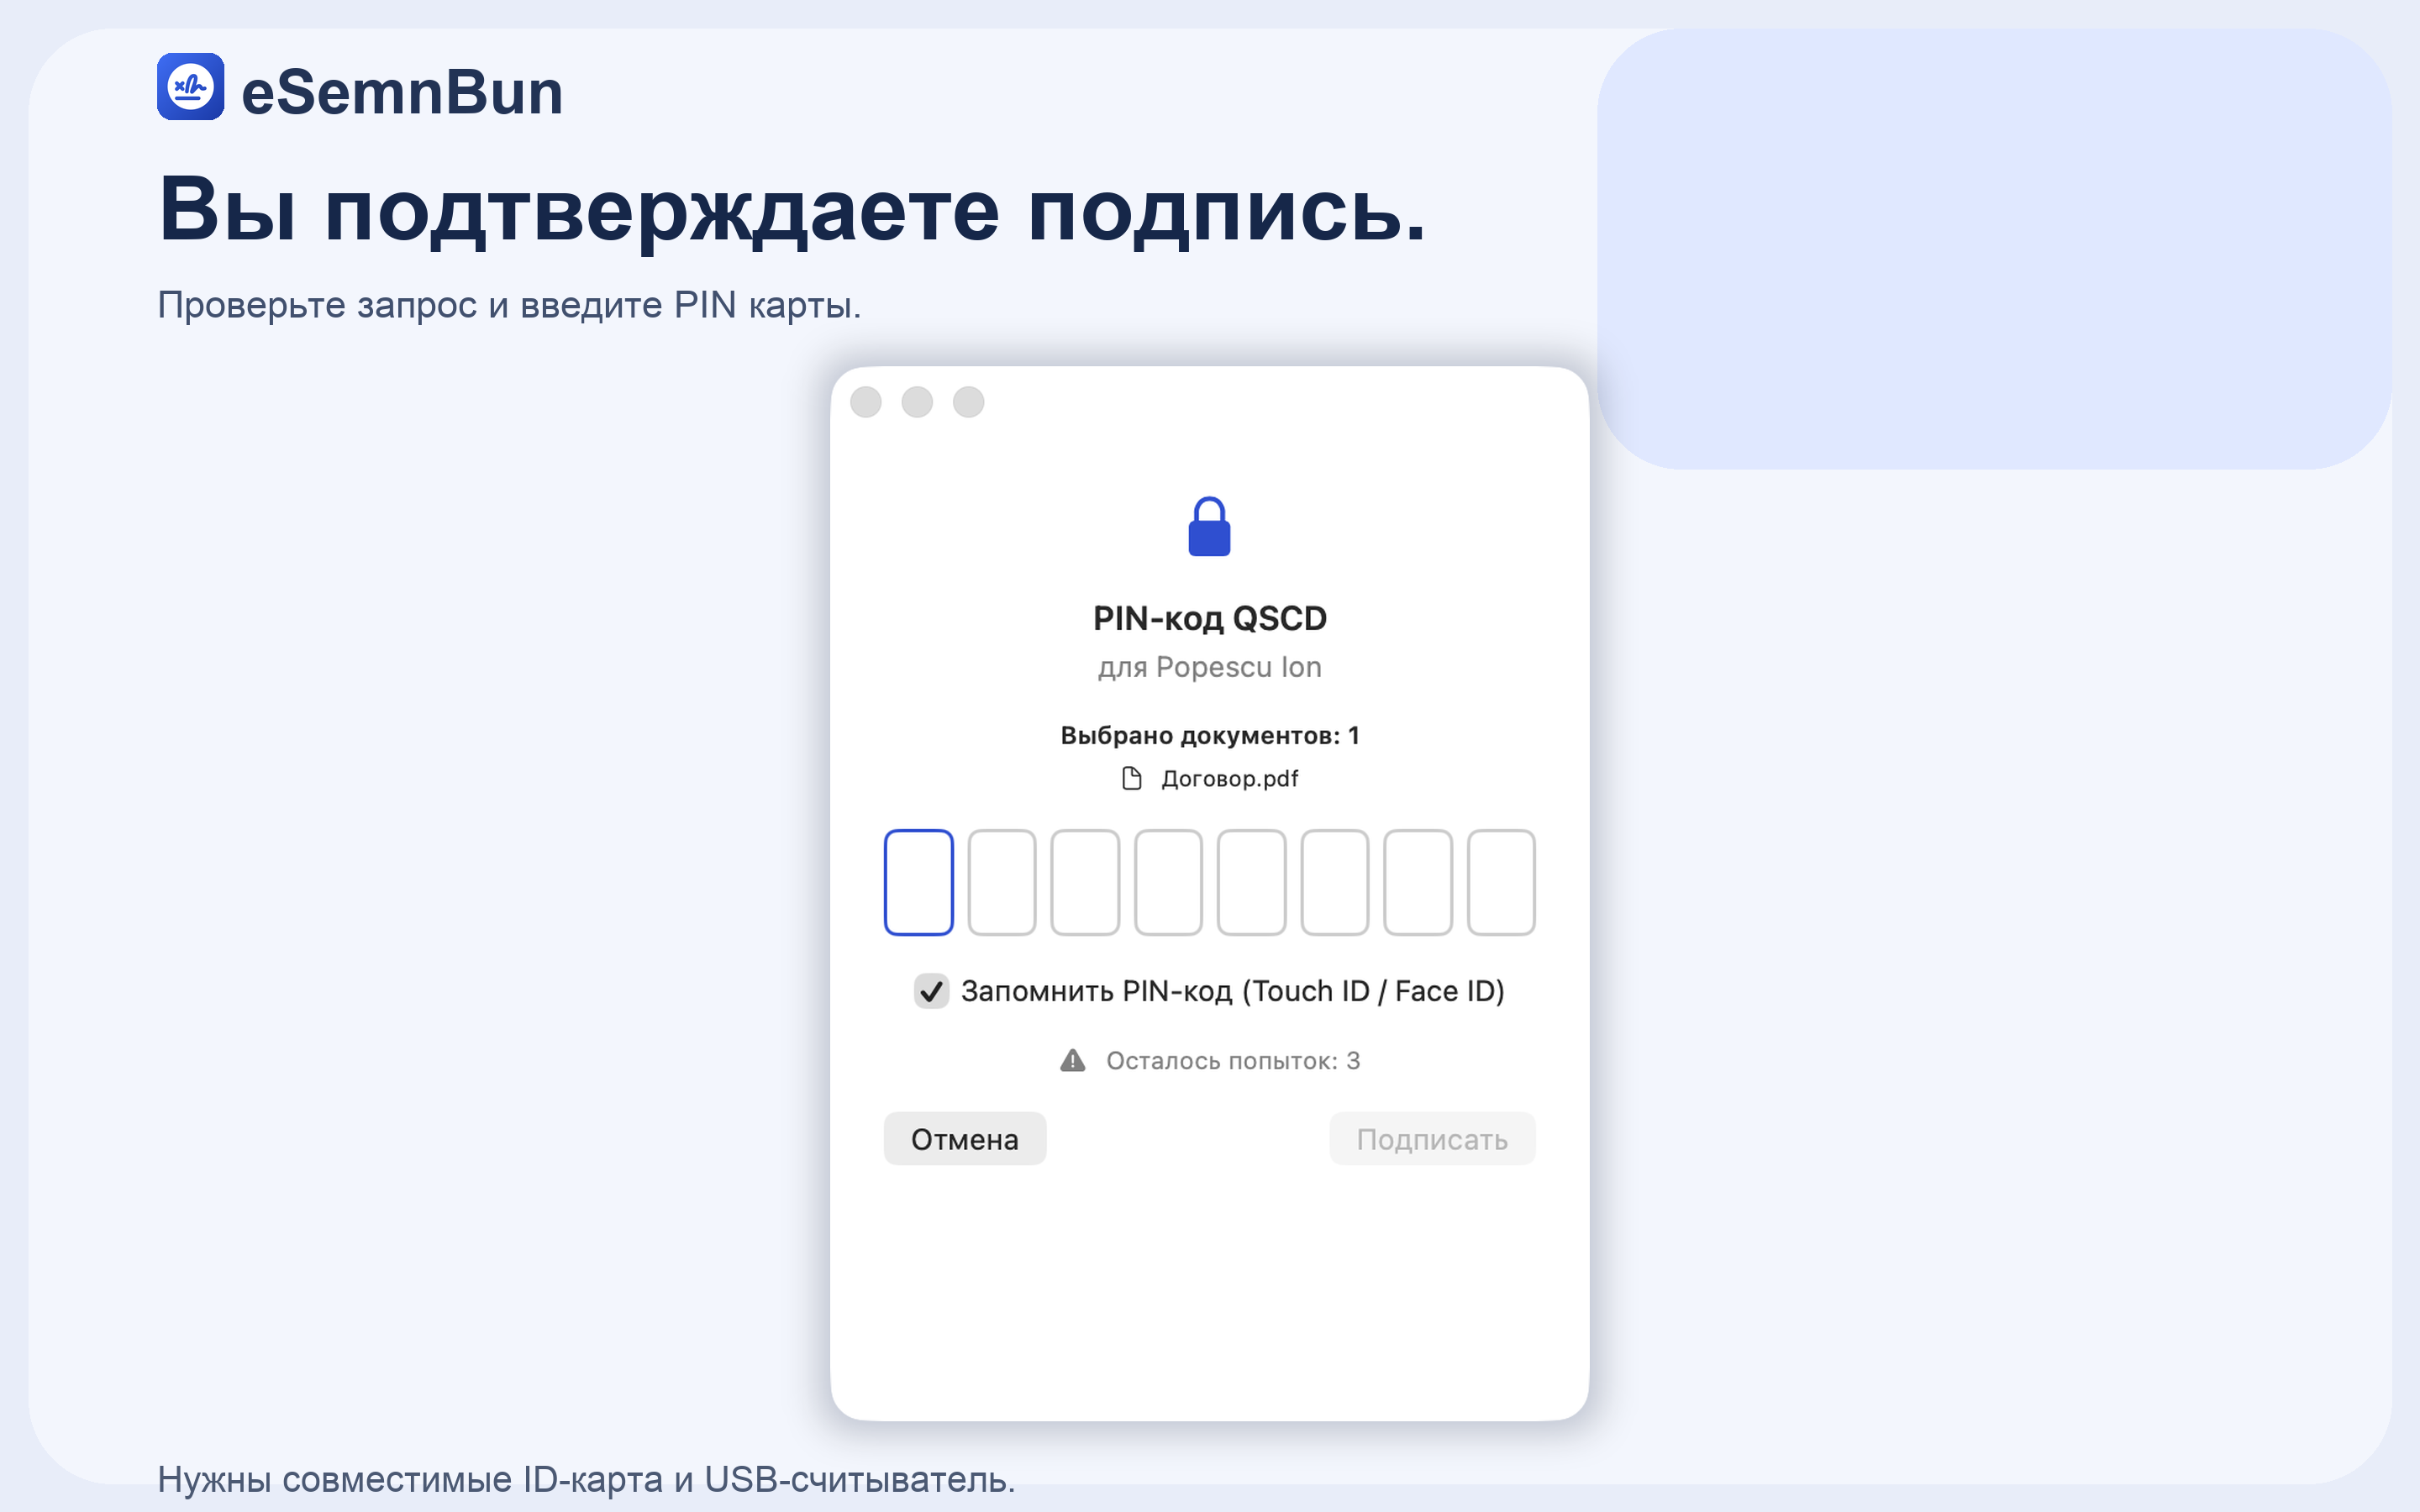 eSemnBun
Вы подтверждаете подпись.
Проверьте запрос и введите PIN карты.
PIN-код QSCD
для Popescu Ion
Выбрано документов: 1
Договор.pdf
Запомнить PIN-код (Touch ID / Face ID)
Осталось попыток: 3
Отмена
Подписать
Нужны совместимые ID-карта и USB-считыватель.